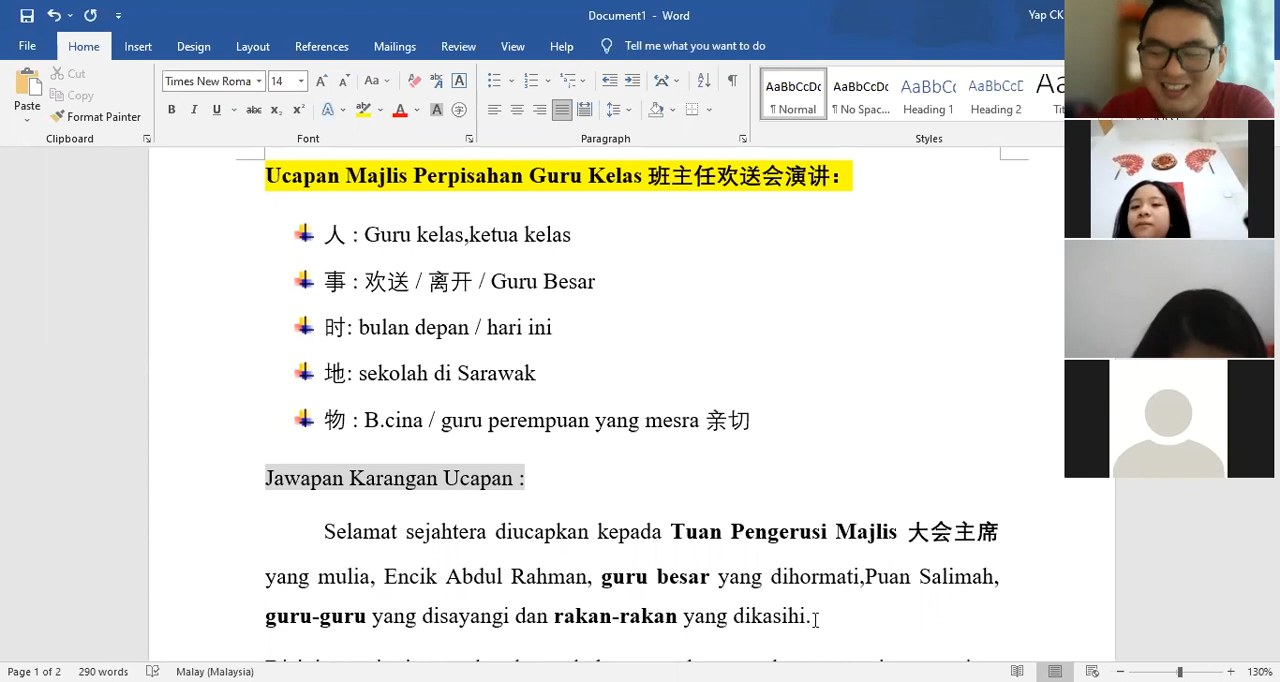 Document1 - Word
Yap CK
File Home Insert Design Layout References Mailings Review View Help Tell me what you want to do
Cut
Copy
Format Painter
Paste
Times New Roma 14
AaBbCcDc AaBbCcDc AaBbC AaBbCcD Aa
¶ Normal ¶ No Spac... Heading 1 Heading 2
Clipboard Font Paragraph Styles
Ucapan Majlis Perpisahan Guru Kelas 班主任欢送会演讲：
人 : Guru kelas,ketua kelas
事 : 欢送 / 离开 / Guru Besar
时: bulan depan / hari ini
地: sekolah di Sarawak
物 : B.cina / guru perempuan yang mesra 亲切
Jawapan Karangan Ucapan :
Selamat sejahtera diucapkan kepada Tuan Pengerusi Majlis 大会主席
yang mulia, Encik Abdul Rahman, guru besar yang dihormati,Puan Salimah,
guru-guru yang disayangi dan rakan-rakan yang dikasihi.
Page 1 of 2 290 words Malay (Malaysia) 130%